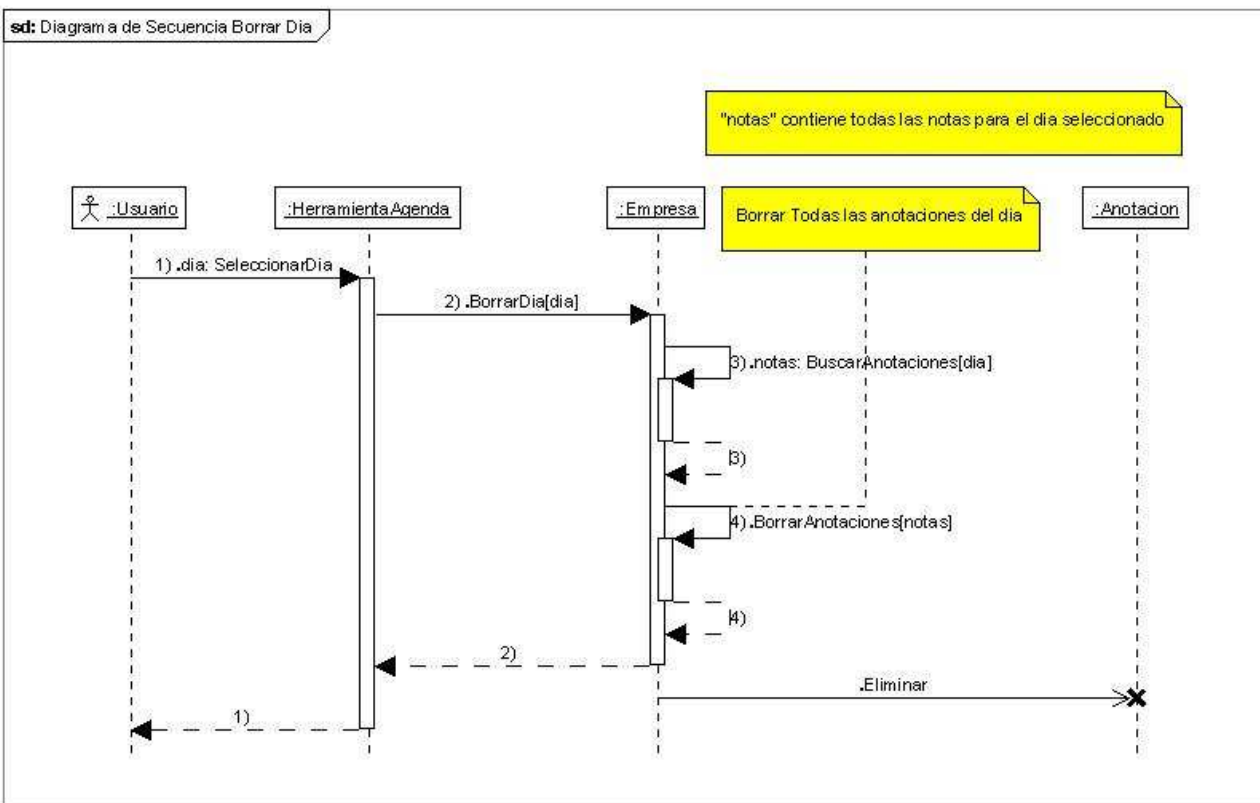 sd: Diagrama de Secuencia Borrar Dia
"notas" contiene todas las notas para el dia seleccionado
:Usuario
:HerramientaAgenda
:Empresa
Borrar Todas las anotaciones del dia
:Anotacion
1) .dia: SeleccionarDia
2) .BorrarDia[dia]
3) .notas: BuscarAnotaciones[dia]
3)
4) .BorrarAnotaciones[notas]
4)
2)
.Eliminar
1)